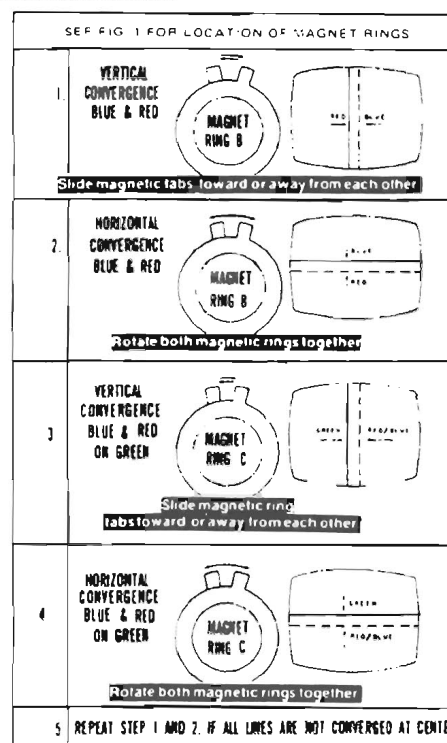 SEE FIG. 1 FOR LOCATION OF MAGNET RINGS
1.
VERTICAL
CONVERGENCE
BLUE & RED
MAGNET
RING B
RED
BLUE
Slide magnetic tabs toward or away from each other
2.
HORIZONTAL
CONVERGENCE
BLUE & RED
MAGNET
RING B
BLUE
RED
Rotate both magnetic rings together
3
VERTICAL
CONVERGENCE
BLUE & RED
ON GREEN
MAGNET
RING C
GREEN
RED/BLUE
Slide magnetic ring
tabs toward or away from each other
4
HORIZONTAL
CONVERGENCE
BLUE & RED
ON GREEN
MAGNET
RING C
GREEN
RED/BLUE
Rotate both magnetic rings together
5 REPEAT STEP 1 AND 2. IF ALL LINES ARE NOT CONVERGED AT CENTE